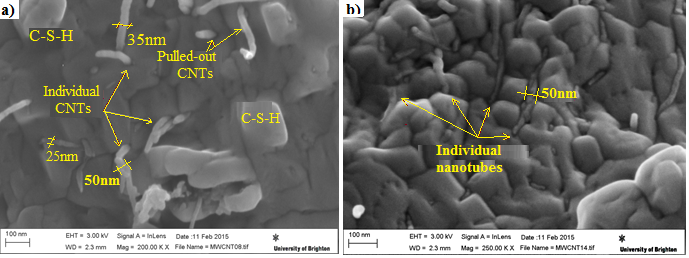 a)
C-S-H
35nm
Pulled-out
CNTs
Individual
CNTs
C-S-H
25nm
50nm
100 nm
EHT = 3.00 kV
Signal A = InLens
Date :11 Feb 2015
WD = 2.3 mm
Mag = 200.00 K X
File Name = MWCNT08.tif
University of Brighton
b)
50nm
Individual
nanotubes
100 nm
EHT = 3.00 kV
Signal A = InLens
Date :11 Feb 2015
WD = 2.3 mm
Mag = 250.00 K X
File Name = MWCNT14.tif
University of Brighton